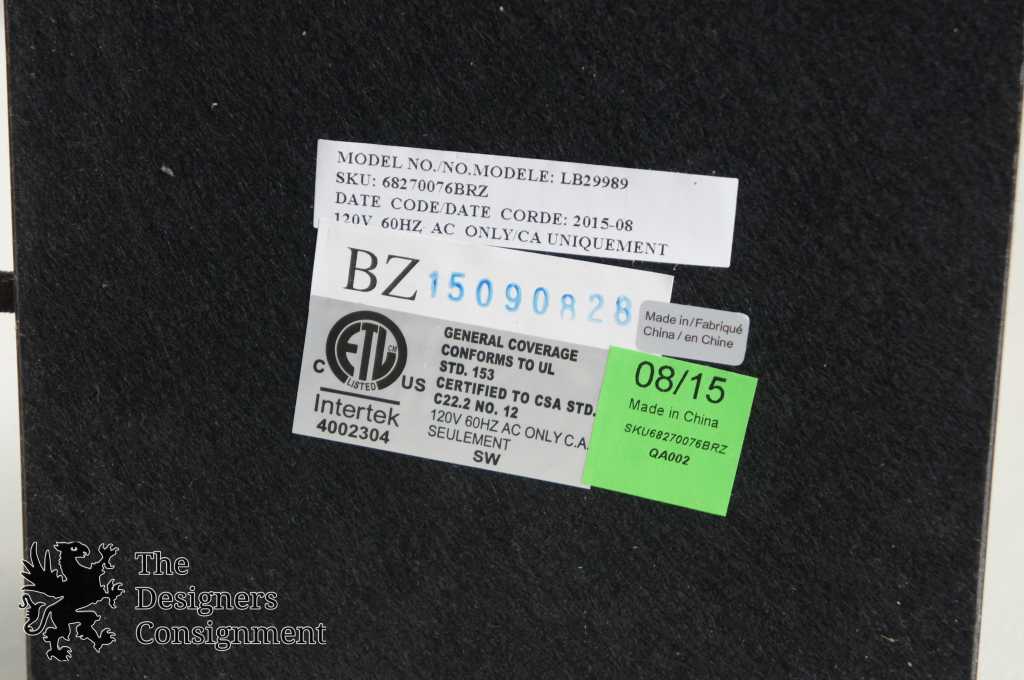 MODEL NO./NO.MODELE: LB29989
SKU: 68270076BRZ
DATE CODE/DATE CORDE: 2015-08
120V 60HZ AC ONLY/CA UNIQUEMENT
BZ 15090828
Made in/Fabriqué
China / en Chine
ETL CM
LISTED
C US
Intertek
4002304
GENERAL COVERAGE
CONFORMS TO UL
STD. 153
CERTIFIED TO CSA STD.
C22.2 NO. 12
120V 60HZ AC ONLY C.A.
SEULEMENT
SW
08/15
Made in China
SKU68270076BRZ
QA002
The
Designers
Consignment